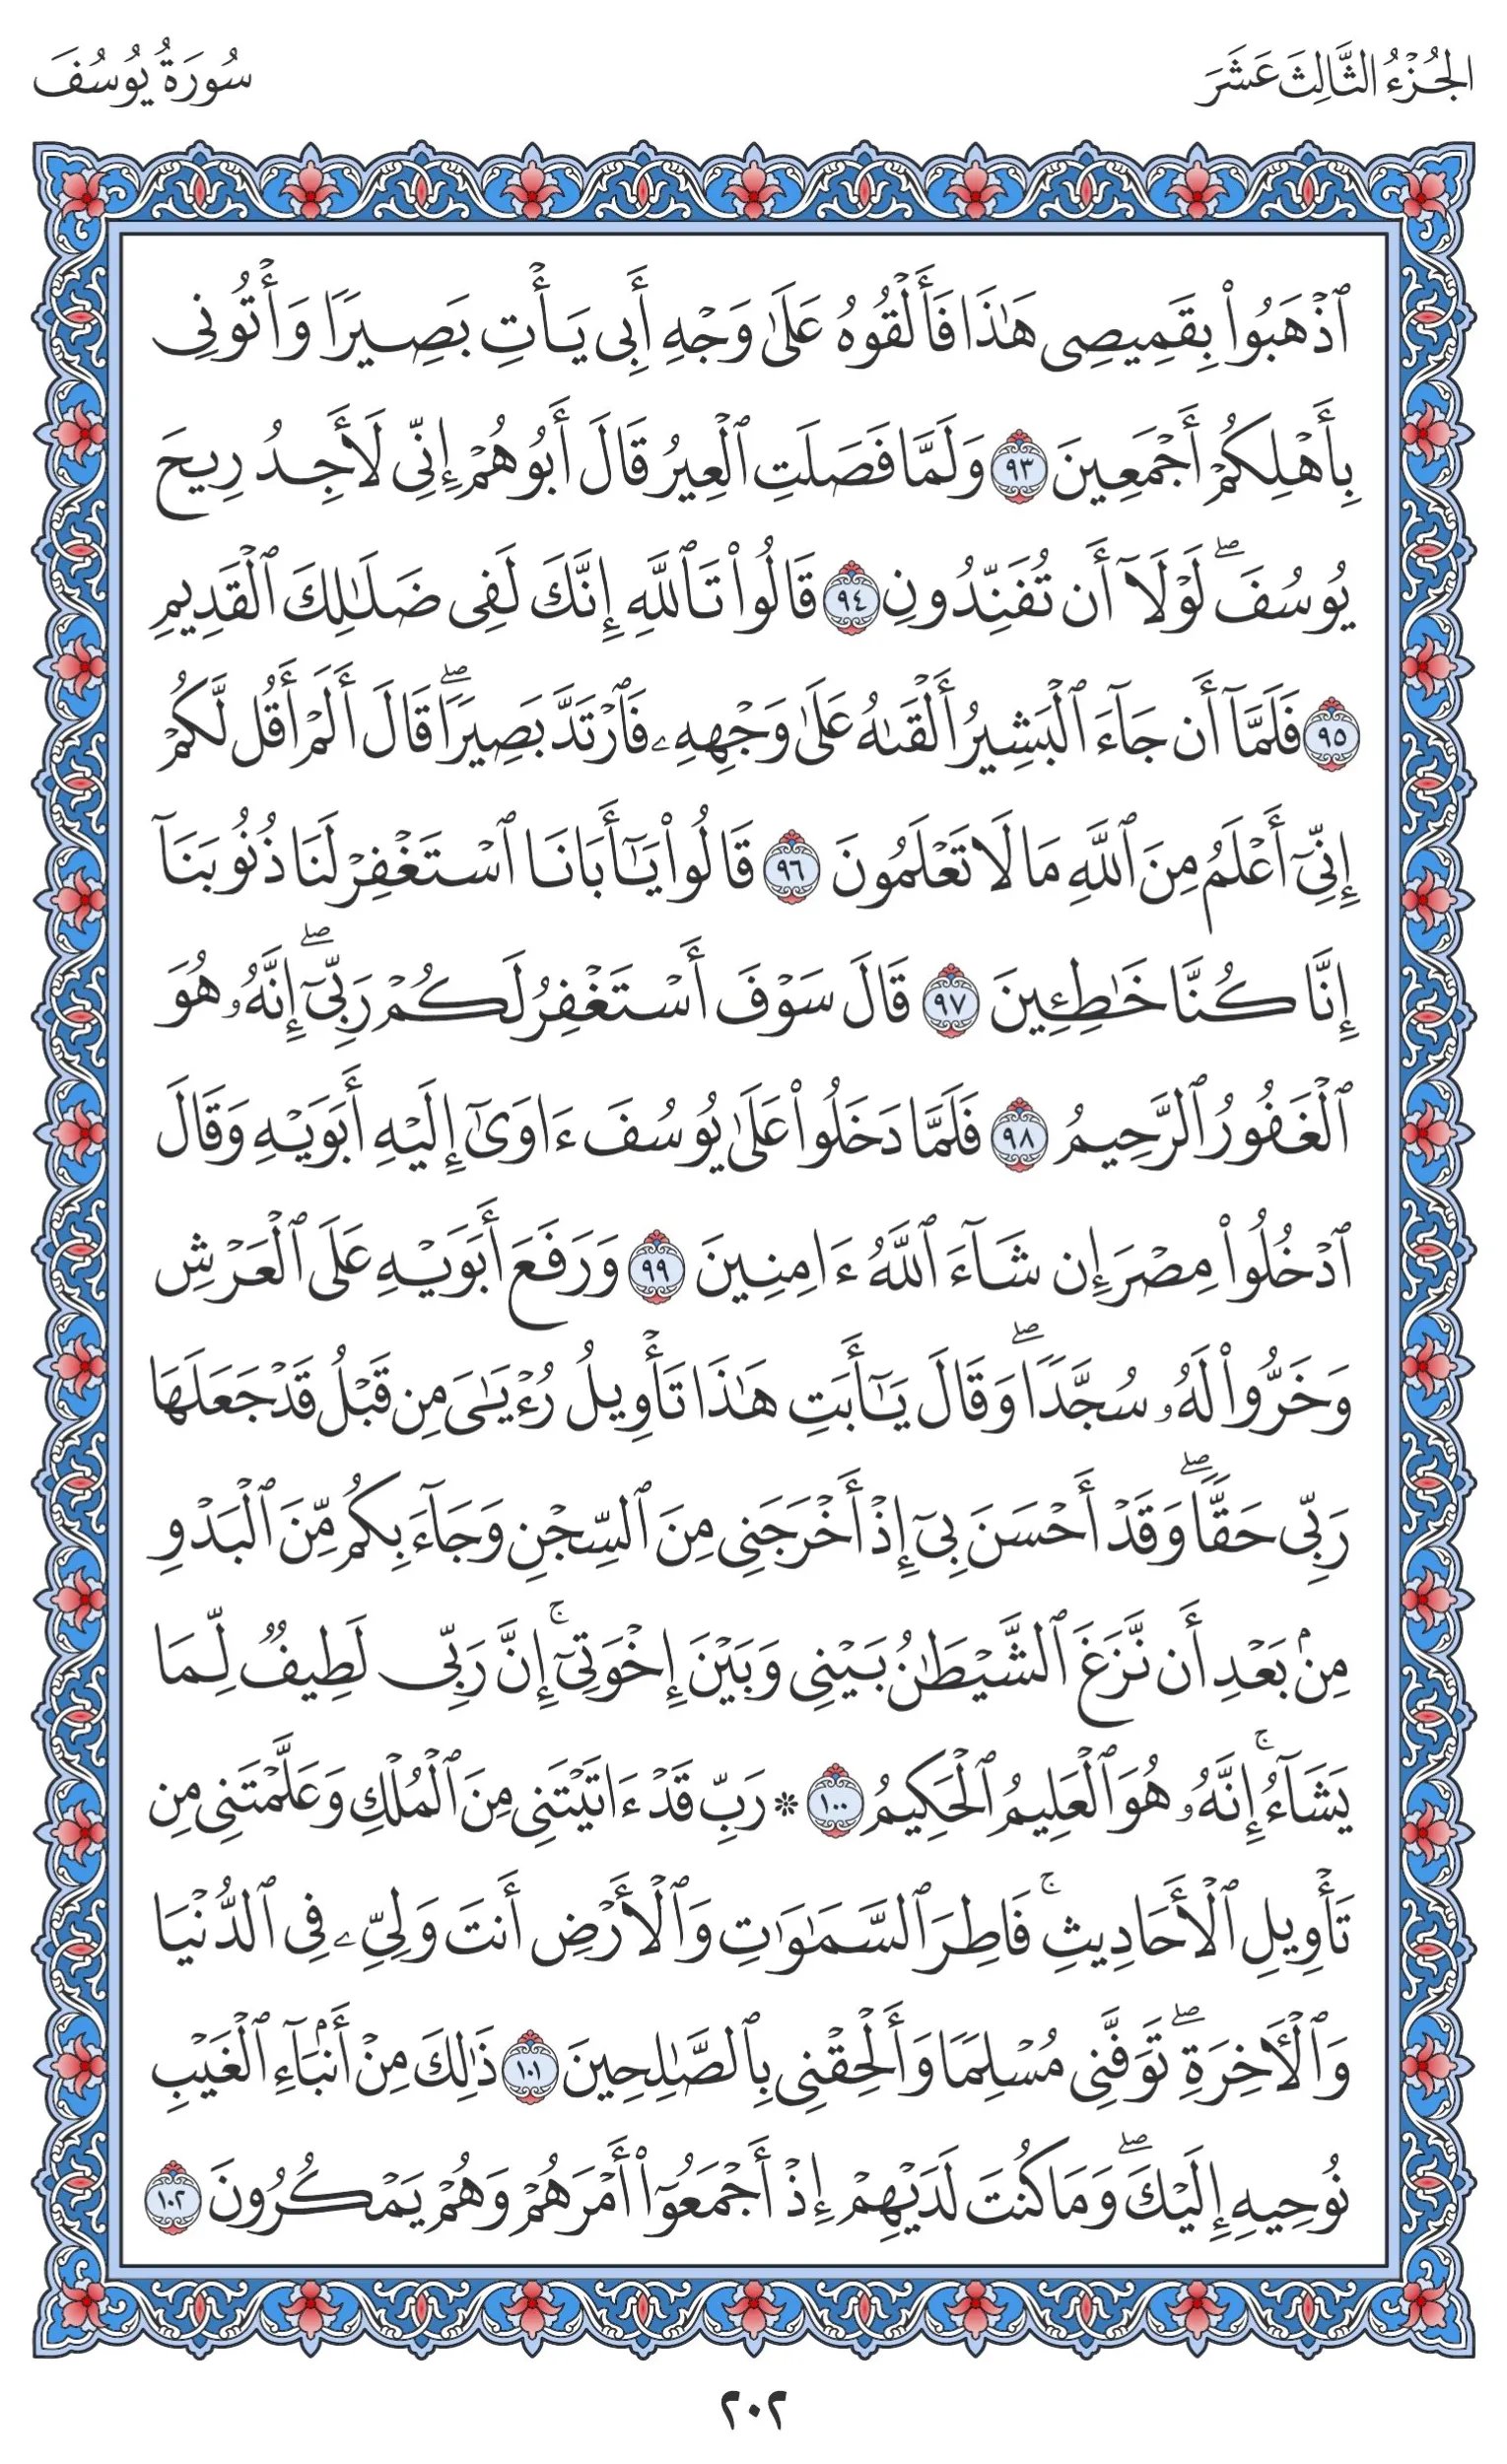 الجُزْءُ الثَّالِثَ عَشَرَ
سُورَةُ يُوسُفَ
ٱذْهَبُوا۟ بِقَمِيصِى هَـٰذَا فَأَلْقُوهُ عَلَىٰ وَجْهِ أَبِى يَأْتِ بَصِيرًا وَأْتُونِى
بِأَهْلِكُمْ أَجْمَعِينَ ٩٣ وَلَمَّا فَصَلَتِ ٱلْعِيرُ قَالَ أَبُوهُمْ إِنِّى لَأَجِدُ رِيحَ
يُوسُفَ ۖ لَوْلَآ أَن تُفَنِّدُونِ ٩٤ قَالُوا۟ تَٱللَّهِ إِنَّكَ لَفِى ضَلَـٰلِكَ ٱلْقَدِيمِ
٩٥ فَلَمَّآ أَن جَآءَ ٱلْبَشِيرُ أَلْقَىٰهُ عَلَىٰ وَجْهِهِۦ فَٱرْتَدَّ بَصِيرًا ۖ قَالَ أَلَمْ أَقُل لَّكُمْ
إِنِّىٓ أَعْلَمُ مِنَ ٱللَّهِ مَا لَا تَعْلَمُونَ ٩٦ قَالُوا۟ يَـٰٓأَبَانَا ٱسْتَغْفِرْ لَنَا ذُنُوبَنَآ
إِنَّا كُنَّا خَـٰطِـِٔينَ ٩٧ قَالَ سَوْفَ أَسْتَغْفِرُ لَكُمْ رَبِّىٓ ۖ إِنَّهُۥ هُوَ
ٱلْغَفُورُ ٱلرَّحِيمُ ٩٨ فَلَمَّا دَخَلُوا۟ عَلَىٰ يُوسُفَ ءَاوَىٰٓ إِلَيْهِ أَبَوَيْهِ وَقَالَ
ٱدْخُلُوا۟ مِصْرَ إِن شَآءَ ٱللَّهُ ءَامِنِينَ ٩٩ وَرَفَعَ أَبَوَيْهِ عَلَى ٱلْعَرْشِ
وَخَرُّوا۟ لَهُۥ سُجَّدًا ۖ وَقَالَ يَـٰٓأَبَتِ هَـٰذَا تَأْوِيلُ رُءْيَـٰىَ مِن قَبْلُ قَدْ جَعَلَهَا
رَبِّى حَقًّا ۖ وَقَدْ أَحْسَنَ بِىٓ إِذْ أَخْرَجَنِى مِنَ ٱلسِّجْنِ وَجَآءَ بِكُم مِّنَ ٱلْبَدْوِ
مِنۢ بَعْدِ أَن نَّزَغَ ٱلشَّيْطَـٰنُ بَيْنِى وَبَيْنَ إِخْوَتِىٓ ۚ إِنَّ رَبِّى لَطِيفٌ لِّمَا
يَشَآءُ ۚ إِنَّهُۥ هُوَ ٱلْعَلِيمُ ٱلْحَكِيمُ ١٠٠ * رَبِّ قَدْ ءَاتَيْتَنِى مِنَ ٱلْمُلْكِ وَعَلَّمْتَنِى مِن
تَأْوِيلِ ٱلْأَحَادِيثِ ۚ فَاطِرَ ٱلسَّمَـٰوَٰتِ وَٱلْأَرْضِ أَنتَ وَلِىِّۦ فِى ٱلدُّنْيَا
وَٱلْـَٔاخِرَةِ ۖ تَوَفَّنِى مُسْلِمًا وَأَلْحِقْنِى بِٱلصَّـٰلِحِينَ ١٠١ ذَٰلِكَ مِنْ أَنۢبَآءِ ٱلْغَيْبِ
نُوحِيهِ إِلَيْكَ ۖ وَمَا كُنتَ لَدَيْهِمْ إِذْ أَجْمَعُوٓا۟ أَمْرَهُمْ وَهُمْ يَمْكُرُونَ ١٠٢
٢٠٢